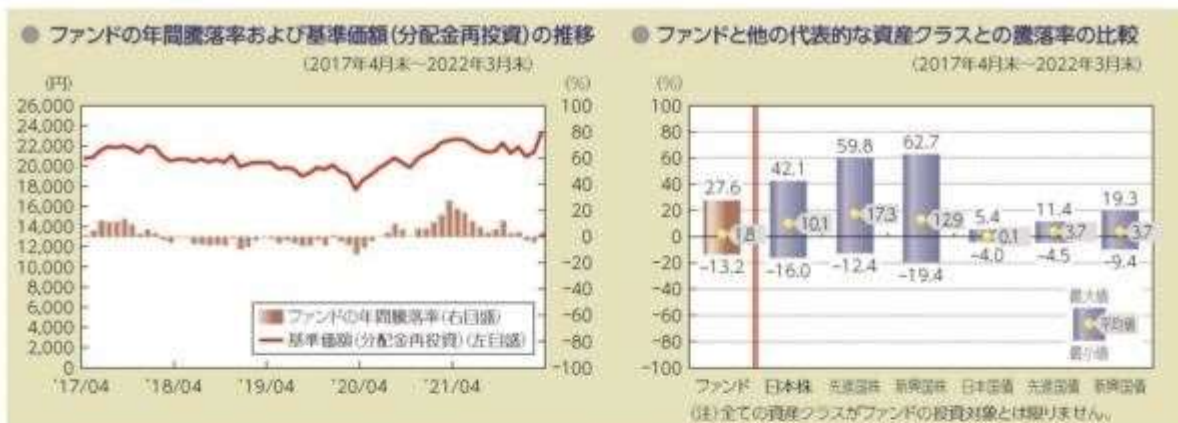 ● ファンドの年間騰落率および基準価額(分配金再投資)の推移
(2017年4月末～2022年3月末)
(円)
(%)
26,000
24,000
22,000
20,000
18,000
16,000
14,000
12,000
10,000
8,000
6,000
4,000
2,000
0
100
80
60
40
20
0
-20
-40
-60
-80
-100
ファンドの年間騰落率(右目盛)
基準価額(分配金再投資)(左目盛)
'17/04 '18/04 '19/04 '20/04 '21/04
● ファンドと他の代表的な資産クラスとの騰落率の比較
(2017年4月末～2022年3月末)
(%)
100
80
60
40
20
0
-20
-40
-60
-80
-100
27.6 42.1 59.8 62.7 5.4 11.4 19.3
1.8 10.1 17.3 12.9 0.1 3.7 3.7
-13.2 -16.0 -12.4 -19.4 -4.0 -4.5 -9.4
最大値
平均値
最小値
ファンド 日本株 先進国株 新興国株 日本国債 先進国債 新興国債
(注)全ての資産クラスがファンドの投資対象とは限りません。